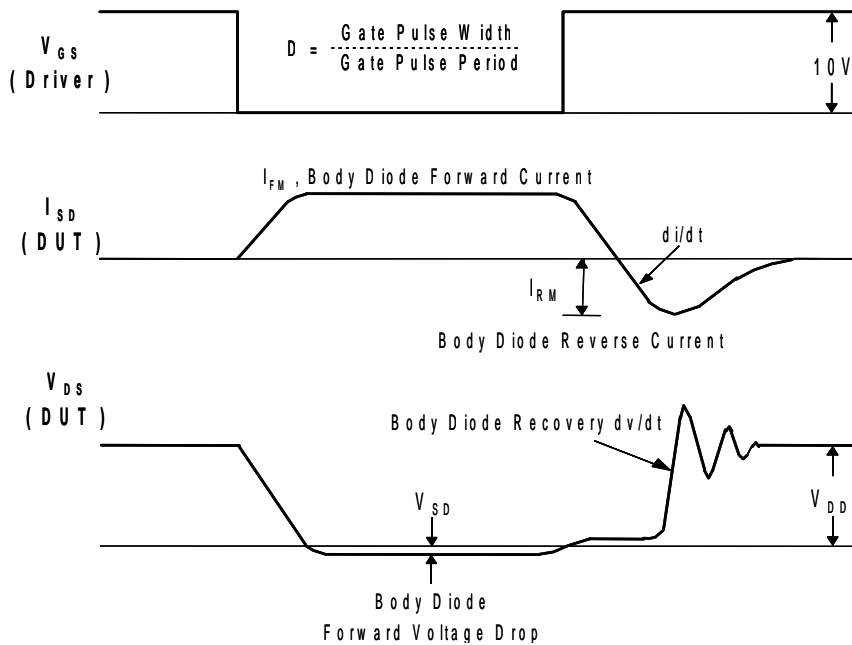 V GS
(Driver)
D = Gate Pulse Width
Gate Pulse Period
10V
I SD
(DUT)
I FM , Body Diode Forward Current
di/dt
I RM
Body Diode Reverse Current
V DS
(DUT)
Body Diode Recovery dv/dt
V SD
V DD
Body Diode
Forward Voltage Drop